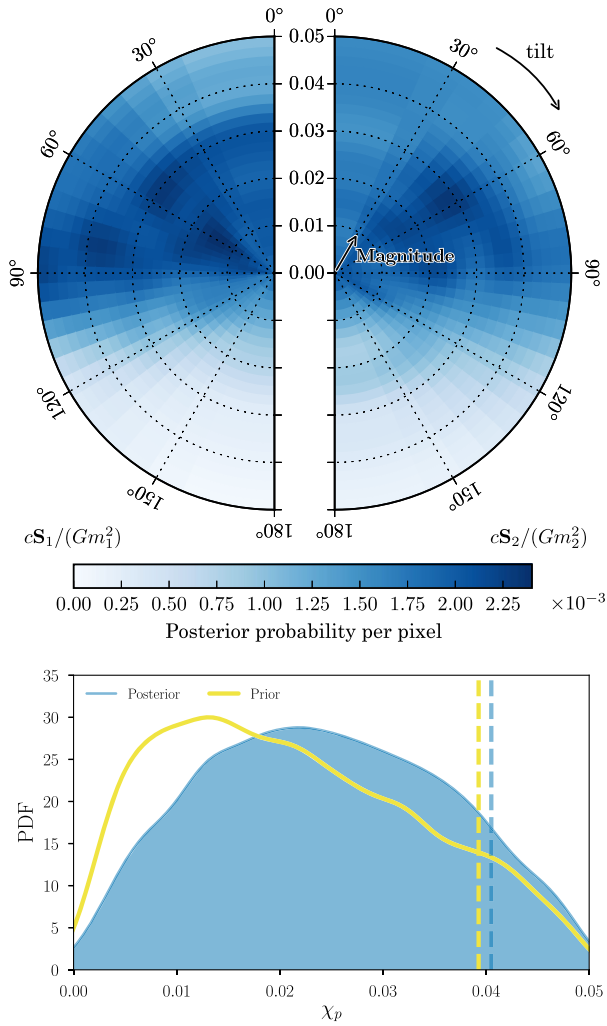 0° 0°
30° 0.05 30° tilt
0.04
60° 0.03 60°
0.02
0.01
Magnitude
90° 0.00 90°
120° 120°
150° 150°
180° 180°
cS₁/(Gm₁²) cS₂/(Gm₂²)
0.00 0.25 0.50 0.75 1.00 1.25 1.50 1.75 2.00 2.25 ×10⁻³
Posterior probability per pixel
35
Posterior Prior
30
25
20
PDF
15
10
5
0
0.00 0.01 0.02 0.03 0.04 0.05
χₚ